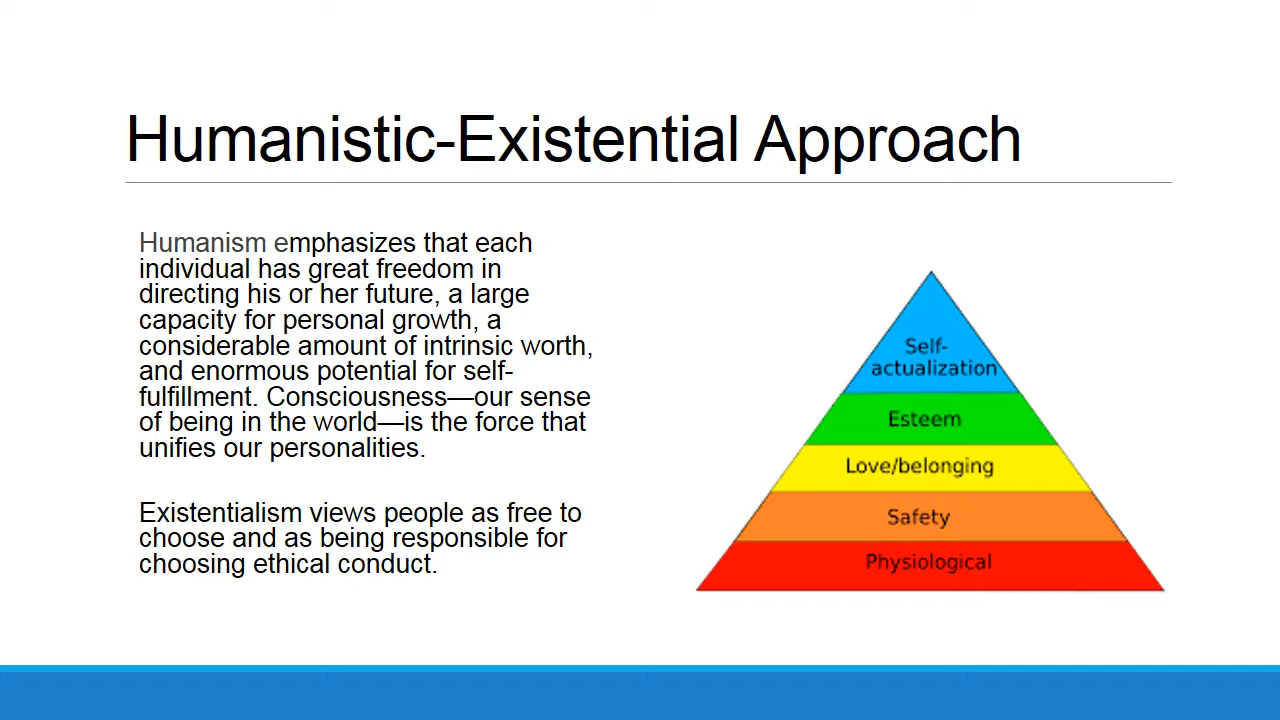 Humanistic-Existential Approach
Humanism emphasizes that each
individual has great freedom in
directing his or her future, a large
capacity for personal growth, a
considerable amount of intrinsic worth,
and enormous potential for self-
fulfillment. Consciousness—our sense
of being in the world—is the force that
unifies our personalities.
Existentialism views people as free to
choose and as being responsible for
choosing ethical conduct.
Self-
actualization
Esteem
Love/belonging
Safety
Physiological